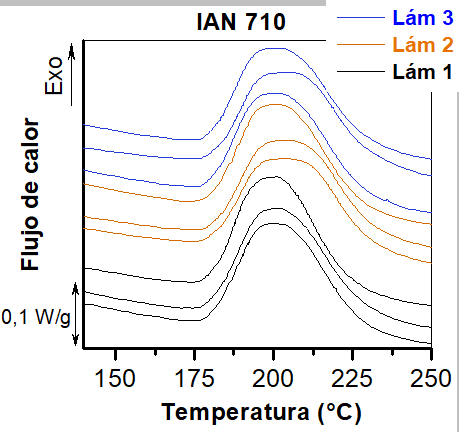 IAN 710
Lám 3
Lám 2
Lám 1
Exo
Flujo de calor
0,1 W/g
150 175 200 225 250
Temperatura (°C)